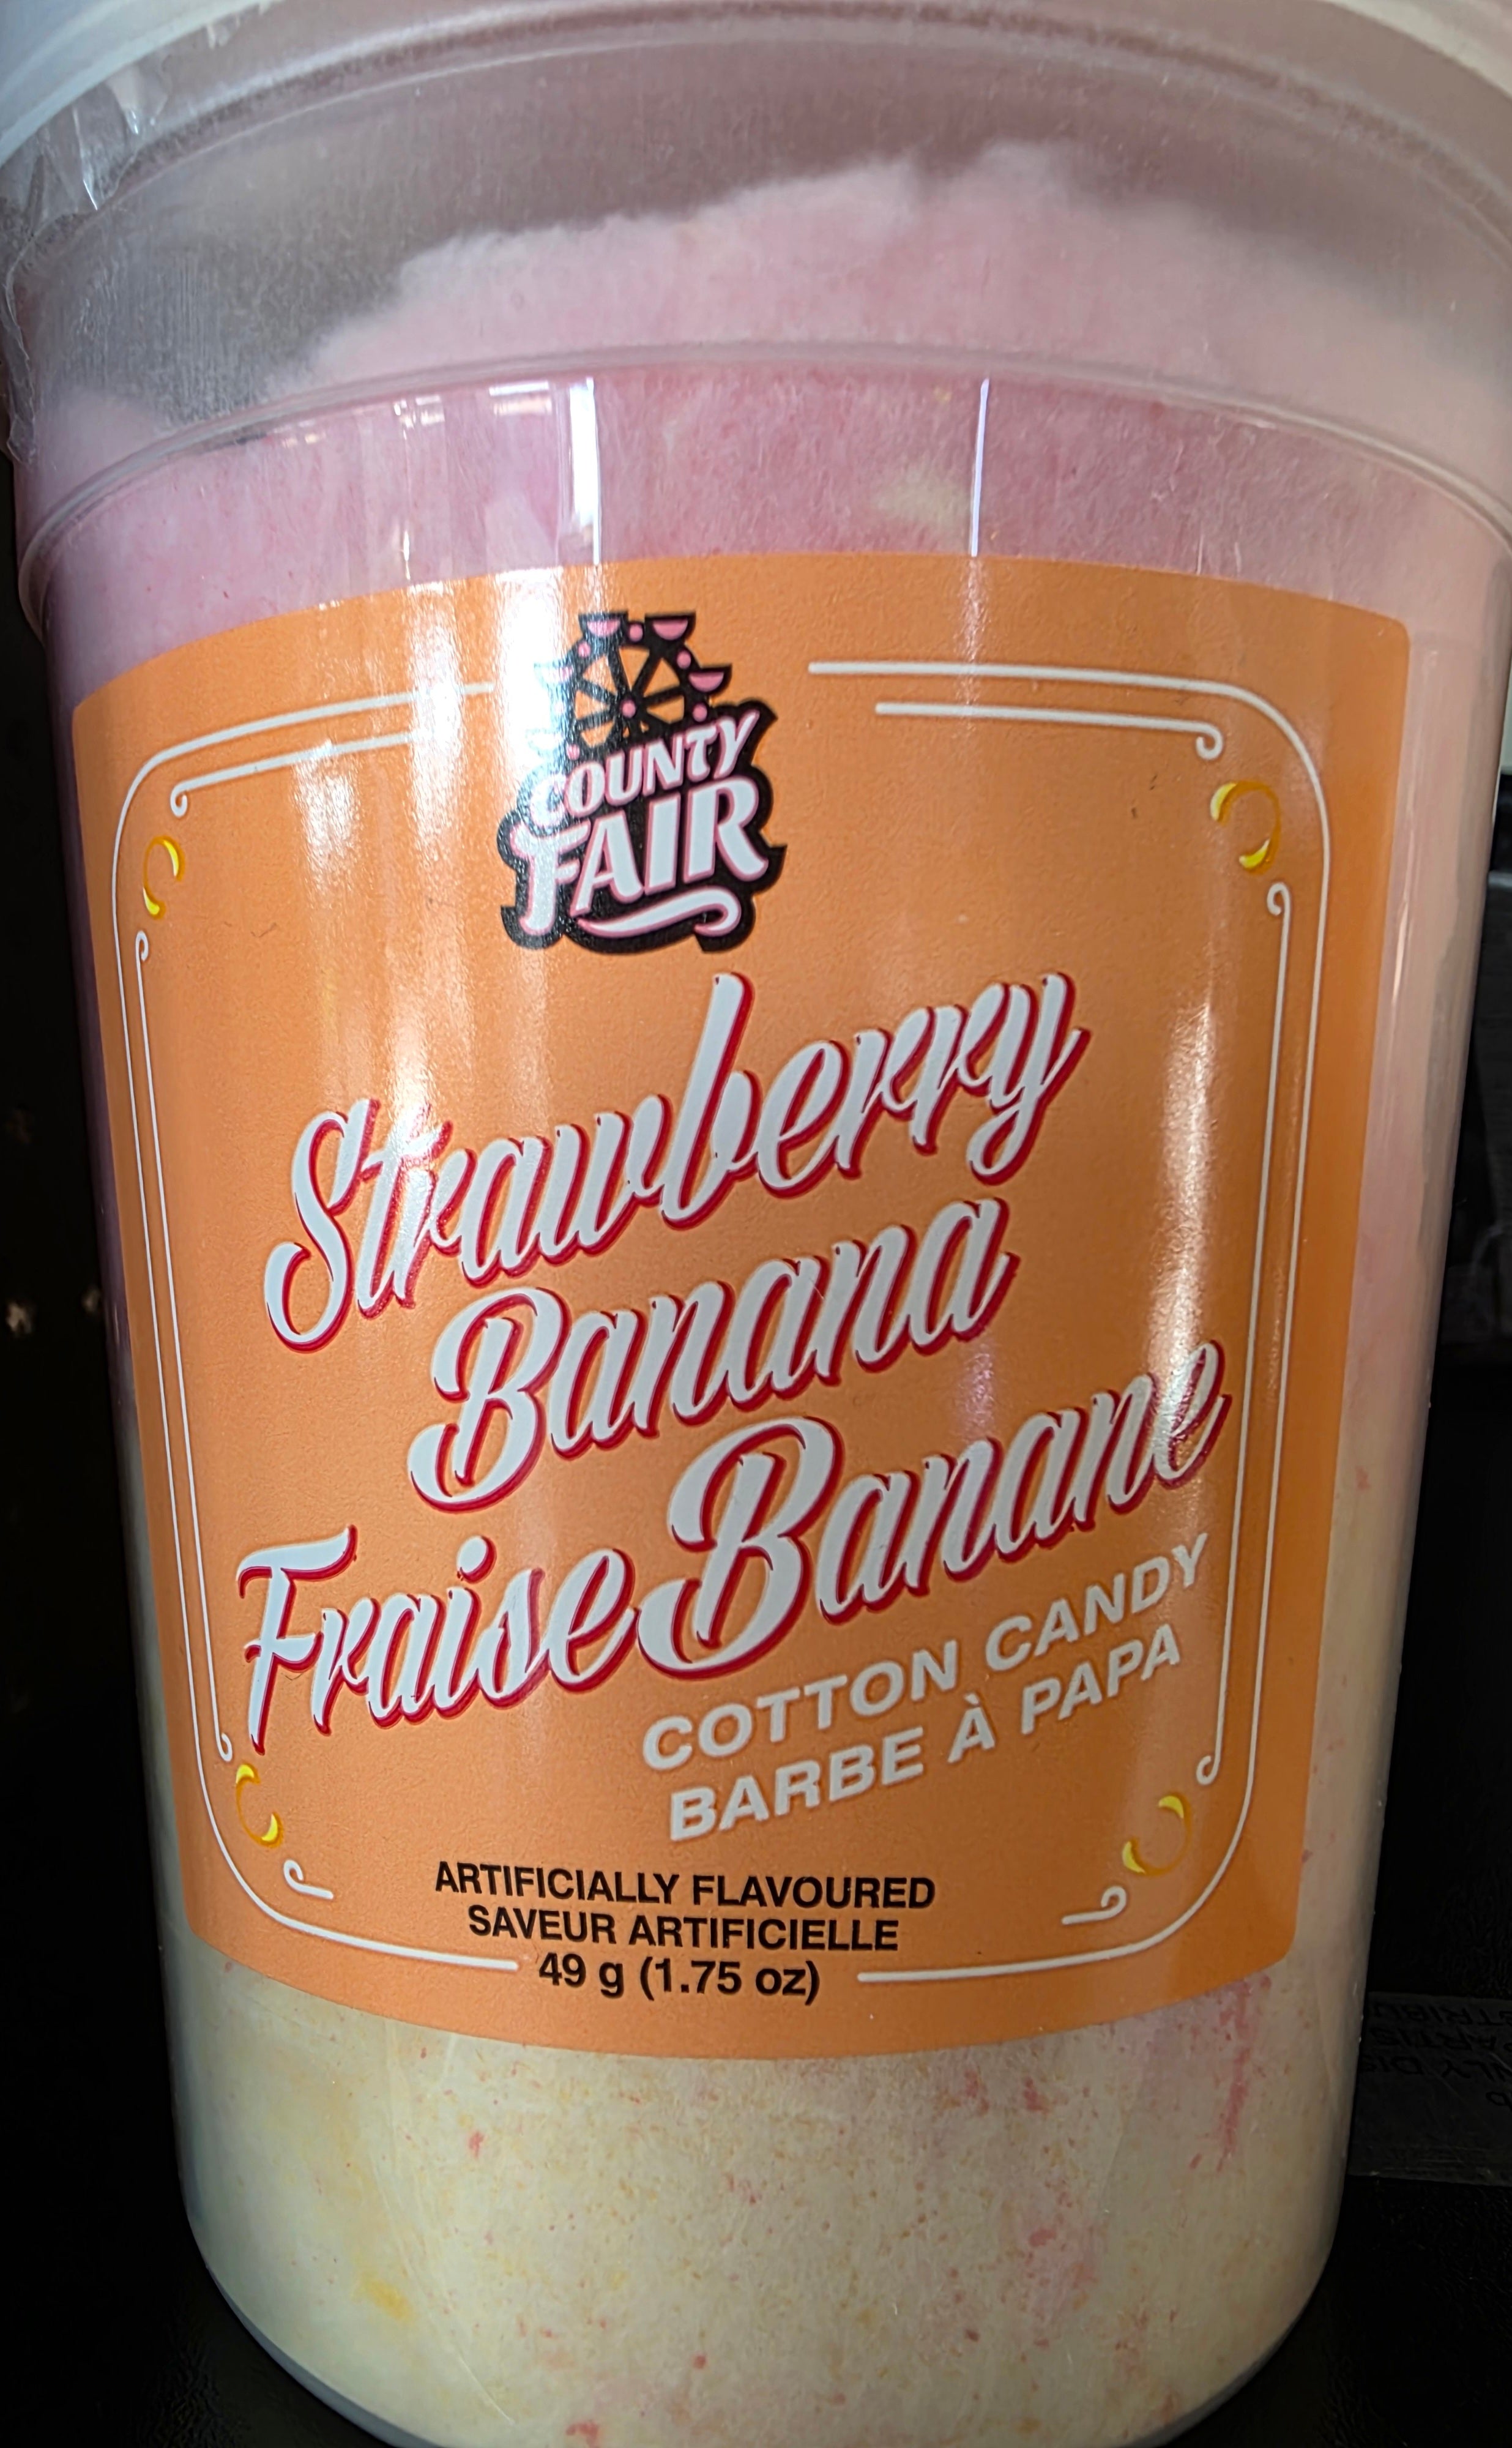 COUNTY
FAIR
Strawberry
Banana
Fraise Banane
COTTON CANDY
BARBE À PAPA
ARTIFICIALLY FLAVOURED
SAVEUR ARTIFICIELLE
49 g (1.75 oz)